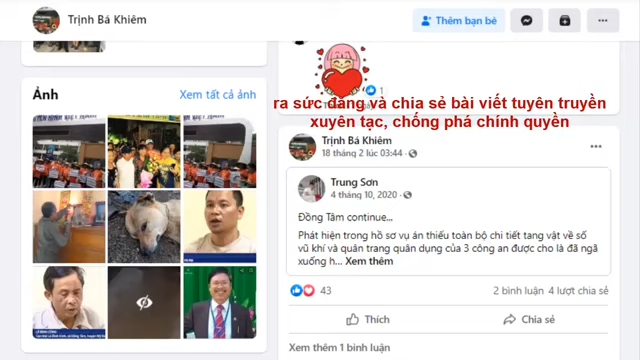 Trịnh Bá Khiêm
Thêm bạn bè
Ảnh
Xem tất cả ảnh
1
ra sức đăng và chia sẻ bài viết tuyên truyền
xuyên tạc, chống phá chính quyền
Trịnh Bá Khiêm
18 tháng 2 lúc 03:44
Trung Sơn
4 tháng 10, 2020
Đồng Tâm continue...
Phát hiện trong hồ sơ vụ án thiếu toàn bộ chi tiết tang vật về số
vũ khí và quân trang quân dụng của 3 công an được cho là đã ngã
xuống h... Xem thêm
43
2 bình luận 4 lượt chia sẻ
Thích
Chia sẻ
Xem thêm 1 bình luận